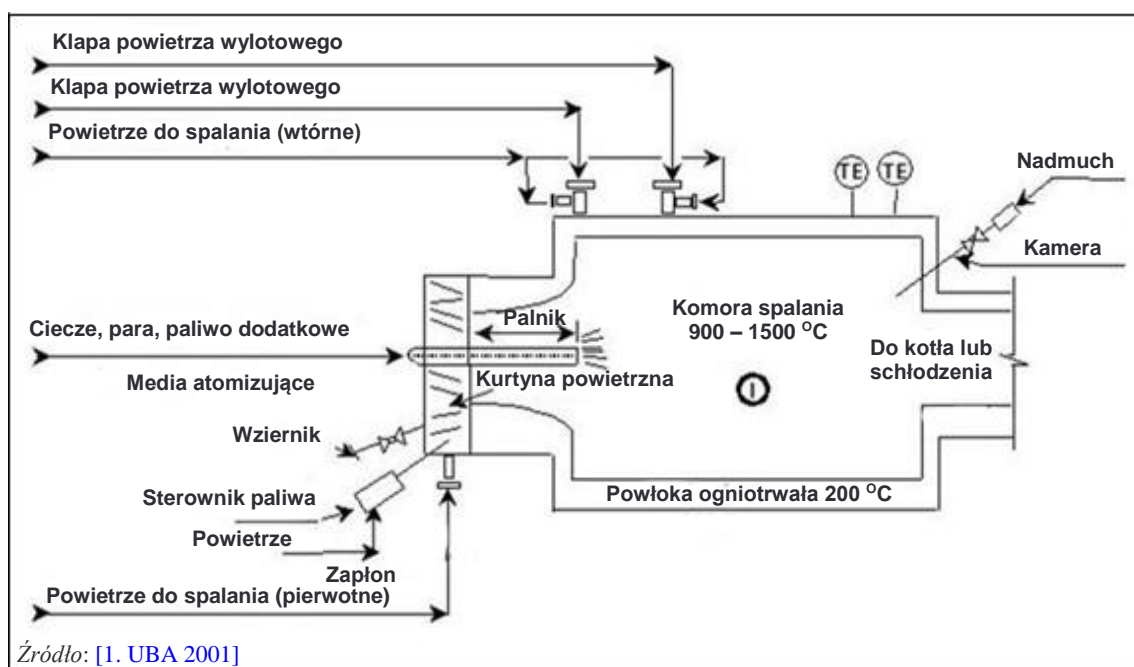 Klapa powietrza wylotowego
Klapa powietrza wylotowego
Powietrze do spalania (wtórne)
TE
TE
Nadmuch
Kamera
Komora spalania
900 – 1500 °C
Palnik
Ciecze, para, paliwo dodatkowe
Do kotła lub
schłodzenia
Media atomizujące
Kurtyna powietrzna
I
Wziernik
Sterownik paliwa
Powłoka ogniotrwała 200 °C
Powietrze
Zapłon
Powietrze do spalania (pierwotne)
Źródło: [1. UBA 2001]